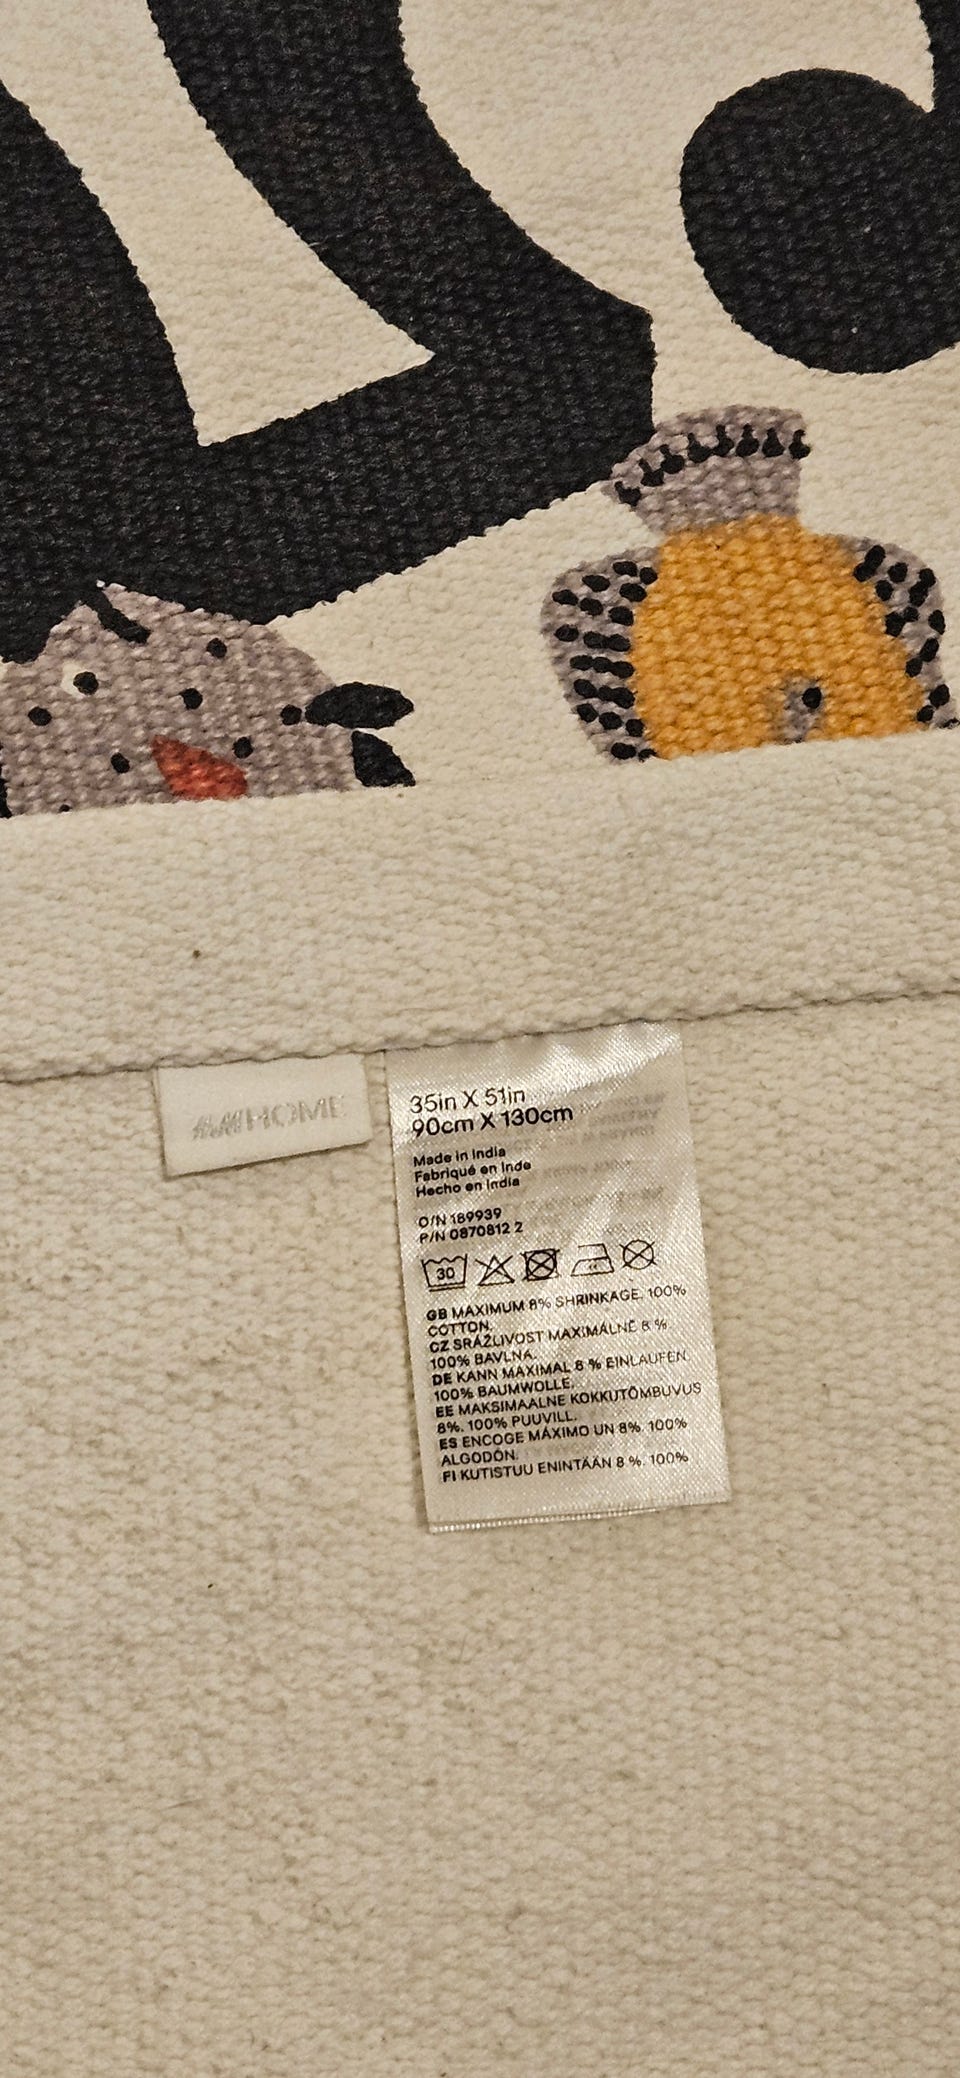 HOME
35in X 51in
90cm X 130cm
Made in India
Fabriqué en Inde
Hecho en India
O/N 189939
P/N 0870812 2
30
GB MAXIMUM 8% SHRINKAGE. 100%
COTTON.
CZ SRÁŽLIVOST MAXIMÁLNĚ 8 %.
100% BAVLNA.
DE KANN MAXIMAL 8 % EINLAUFEN.
100% BAUMWOLLE.
EE MAKSIMAALNE KOKKUTÕMBUVUS
8%. 100% PUUVILL.
ES ENCOGE MÁXIMO UN 8%. 100%
ALGODÓN.
FI KUTISTUU ENINTÄÄN 8 %. 100%